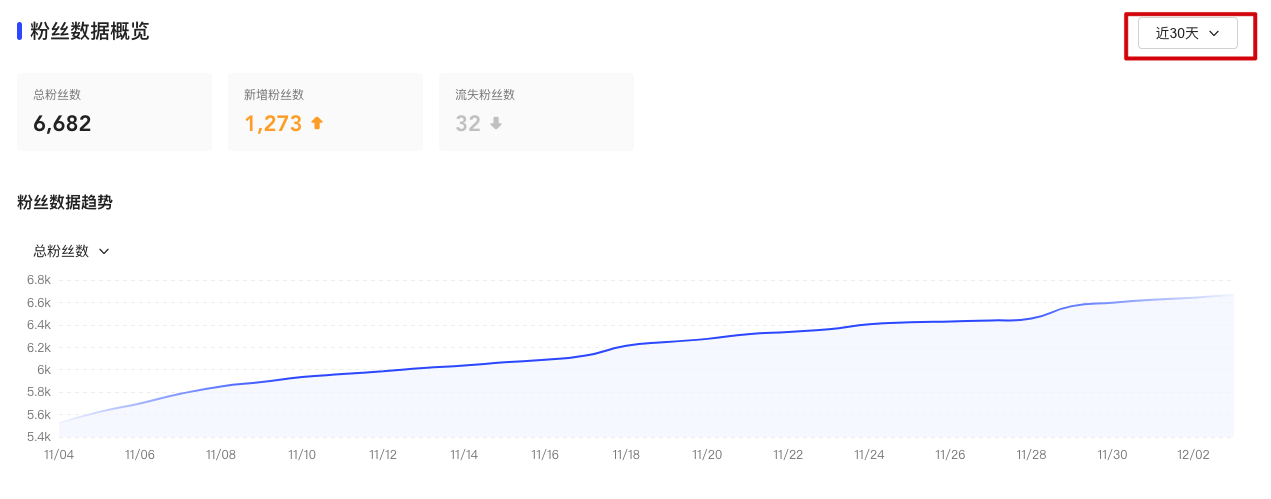 粉丝数据概览
近30天
总粉丝数 新增粉丝数 流失粉丝数
6,682 1,273 32
粉丝数据趋势
总粉丝数
6.8k
6.6k
6.4k
6.2k
6k
5.8k
5.6k
5.4k
11/04 11/06 11/08 11/10 11/12 11/14 11/16 11/18 11/20 11/22 11/24 11/26 11/28 11/30 12/02